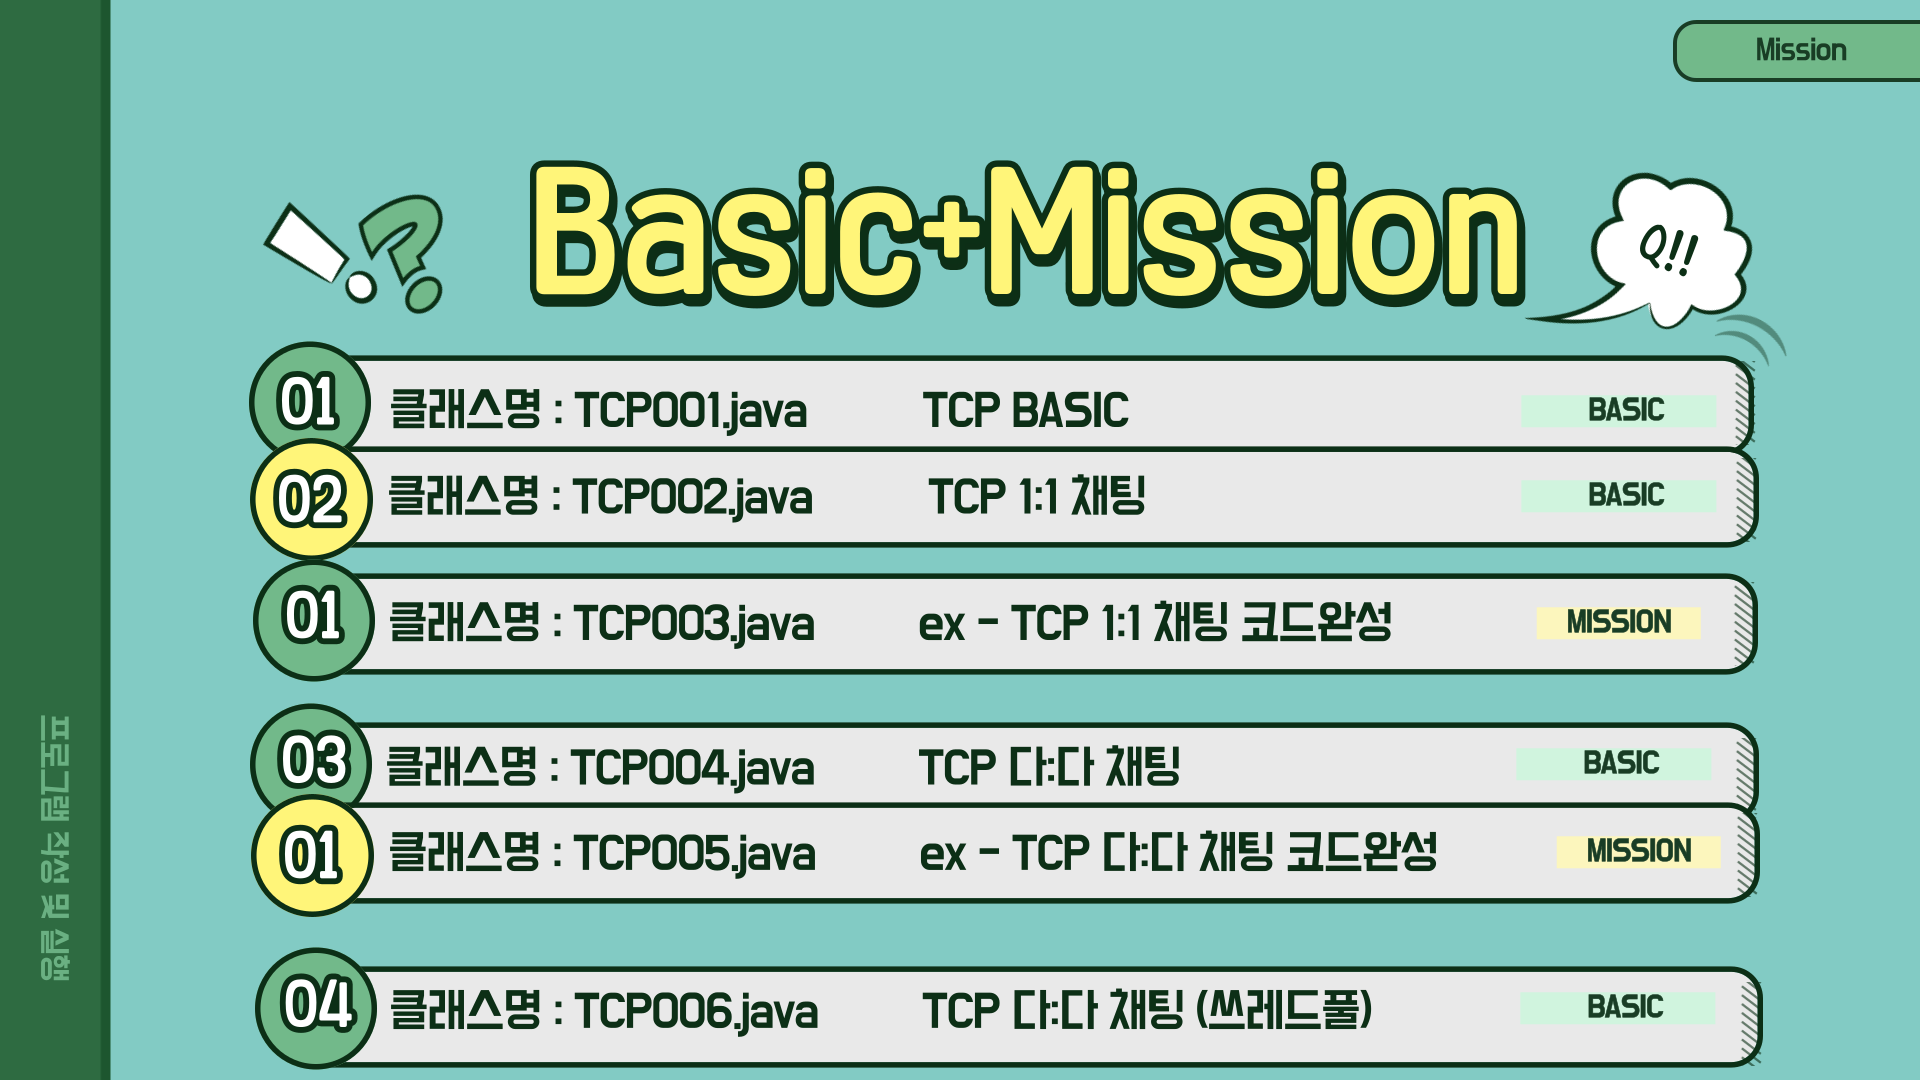 Mission
Basic+Mission
Q!!
01 클래스명 : TCP001.java TCP BASIC BASIC
02 클래스명 : TCP002.java TCP 1:1 채팅 BASIC
01 클래스명 : TCP003.java ex - TCP 1:1 채팅 코드완성 MISSION
03 클래스명 : TCP004.java TCP 다:다 채팅 BASIC
01 클래스명 : TCP005.java ex - TCP 다:다 채팅 코드완성 MISSION
04 클래스명 : TCP006.java TCP 다:다 채팅 (쓰레드풀) BASIC
프로그램 작성 및 실행